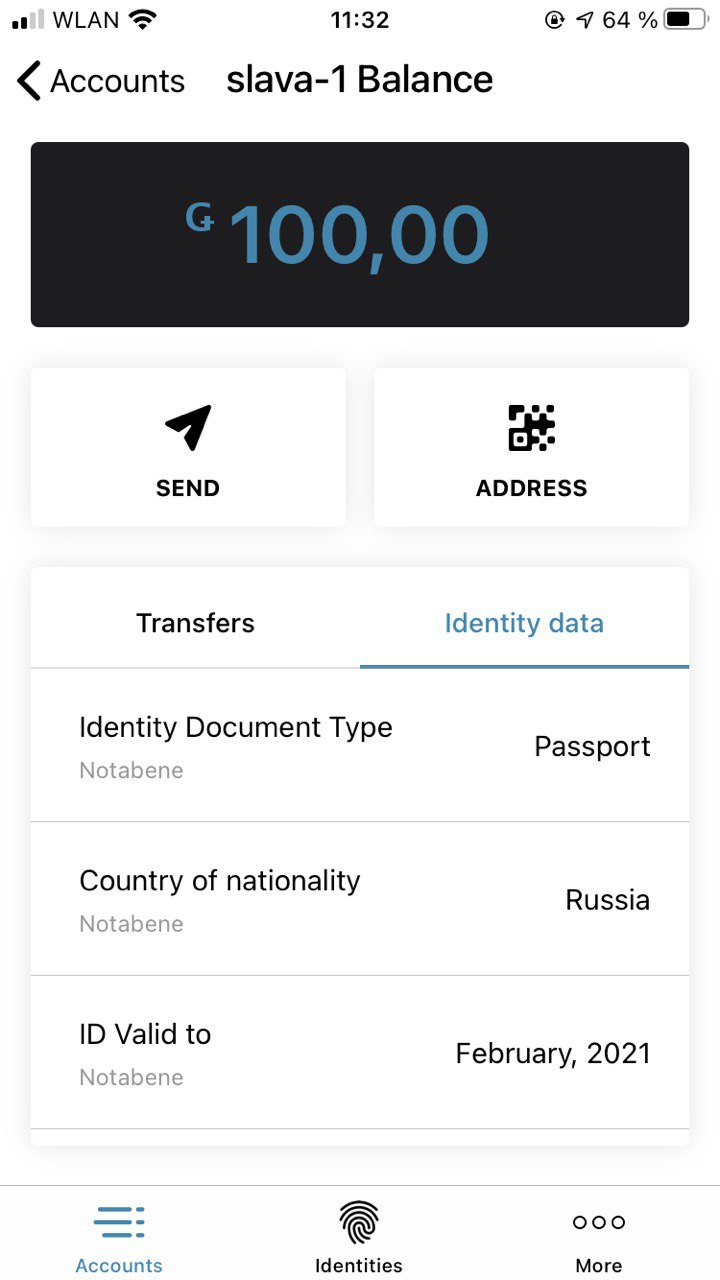 WLAN 11:32 64 %
Accounts slava-1 Balance
Ǥ 100,00
SEND ADDRESS
Transfers Identity data
Identity Document Type
Notabene
Passport
Country of nationality
Notabene
Russia
ID Valid to
Notabene
February, 2021
Accounts Identities More